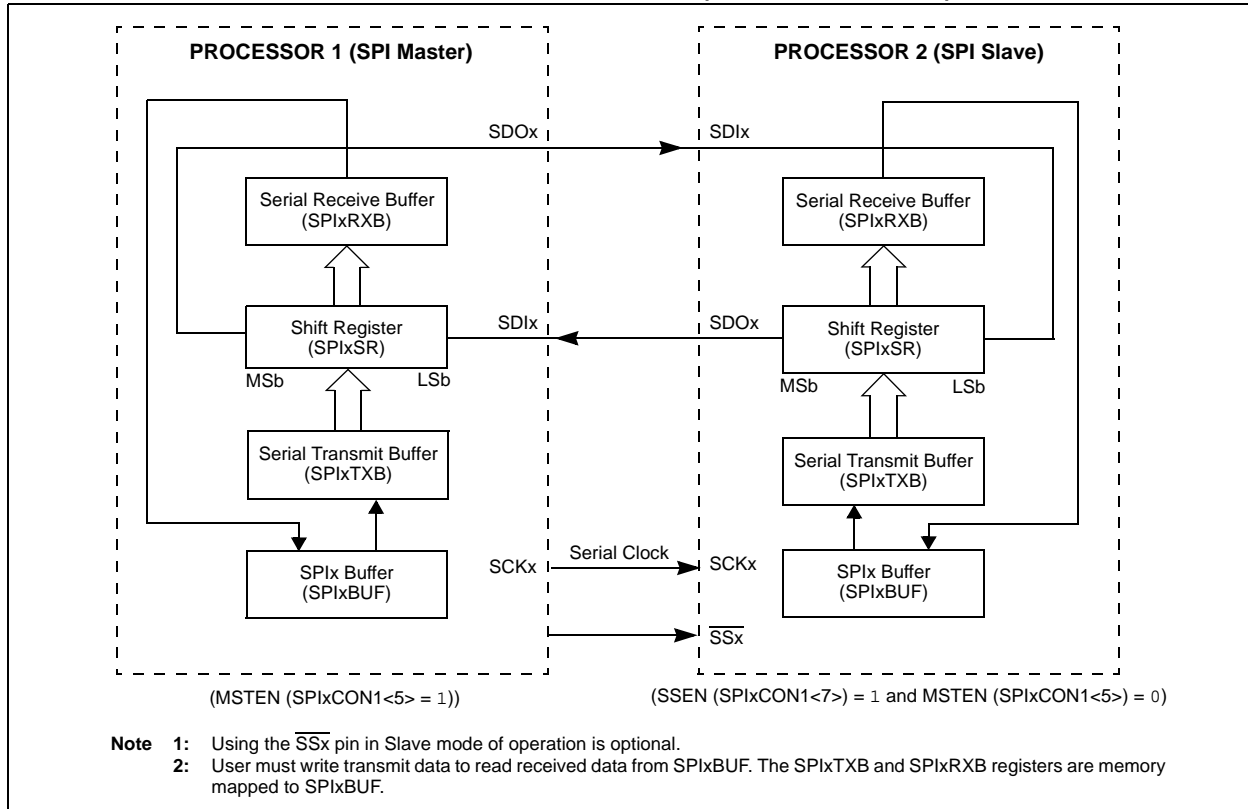 PROCESSOR 1 (SPI Master)
SDOx
Serial Receive Buffer
(SPIxRXB)
Shift Register
(SPIxSR)
SDIx
MSb
LSb
Serial Transmit Buffer
(SPIxTXB)
SPIx Buffer
(SPIxBUF)
SCKx
Serial Clock
PROCESSOR 2 (SPI Slave)
SDIx
Serial Receive Buffer
(SPIxRXB)
SDOx
Shift Register
(SPIxSR)
MSb
LSb
Serial Transmit Buffer
(SPIxTXB)
SCKx
SPIx Buffer
(SPIxBUF)
SSx
(MSTEN (SPIxCON1<5> = 1))
(SSEN (SPIxCON1<7>) = 1 and MSTEN (SPIxCON1<5>) = 0)
Note 1: Using the SSx pin in Slave mode of operation is optional.
2: User must write transmit data to read received data from SPIxBUF. The SPIxTXB and SPIxRXB registers are memory
mapped to SPIxBUF.